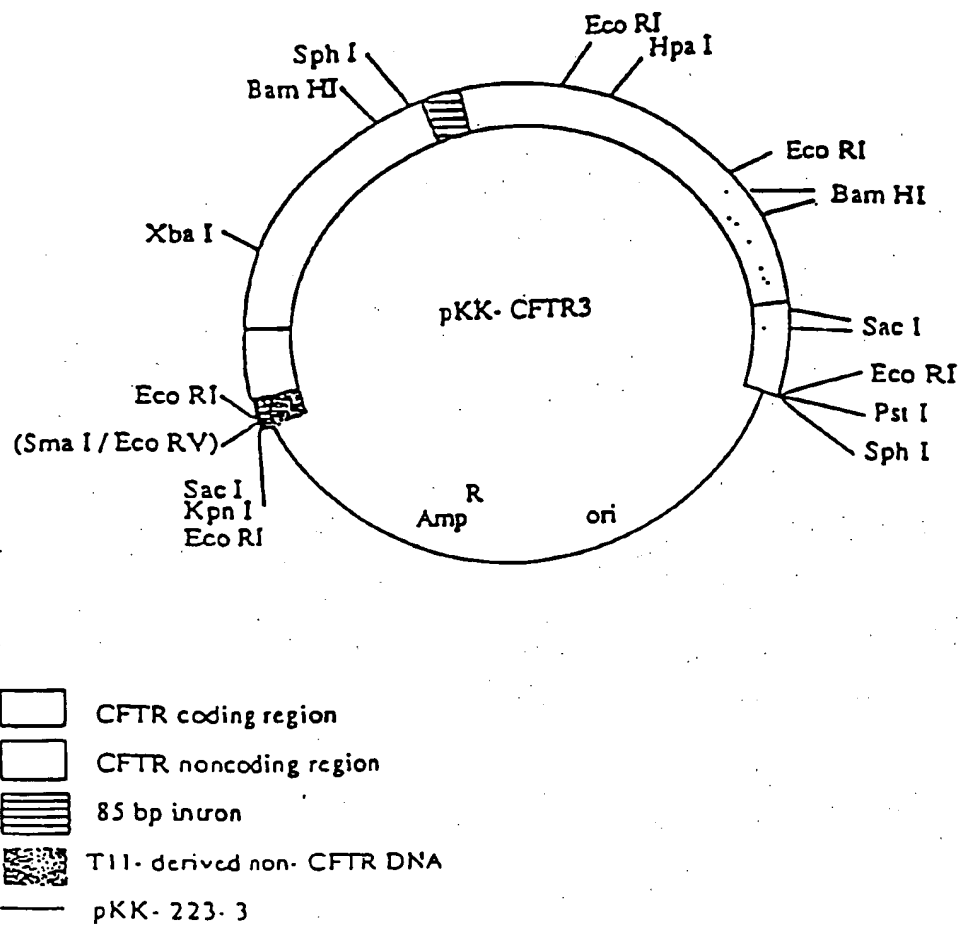 Eco RI
Hpa I
Sph I
Bam HI
Eco RI
Bam HI
Xba I
pKK- CFTR3
Sac I
Eco RI
Eco RI
Pst I
(Sma I / Eco RV)
Sph I
Sac I
Kpn I
Eco RI
Amp R
ori
CFTR coding region
CFTR noncoding region
85 bp intron
T11- derived non- CFTR DNA
pKK- 223- 3